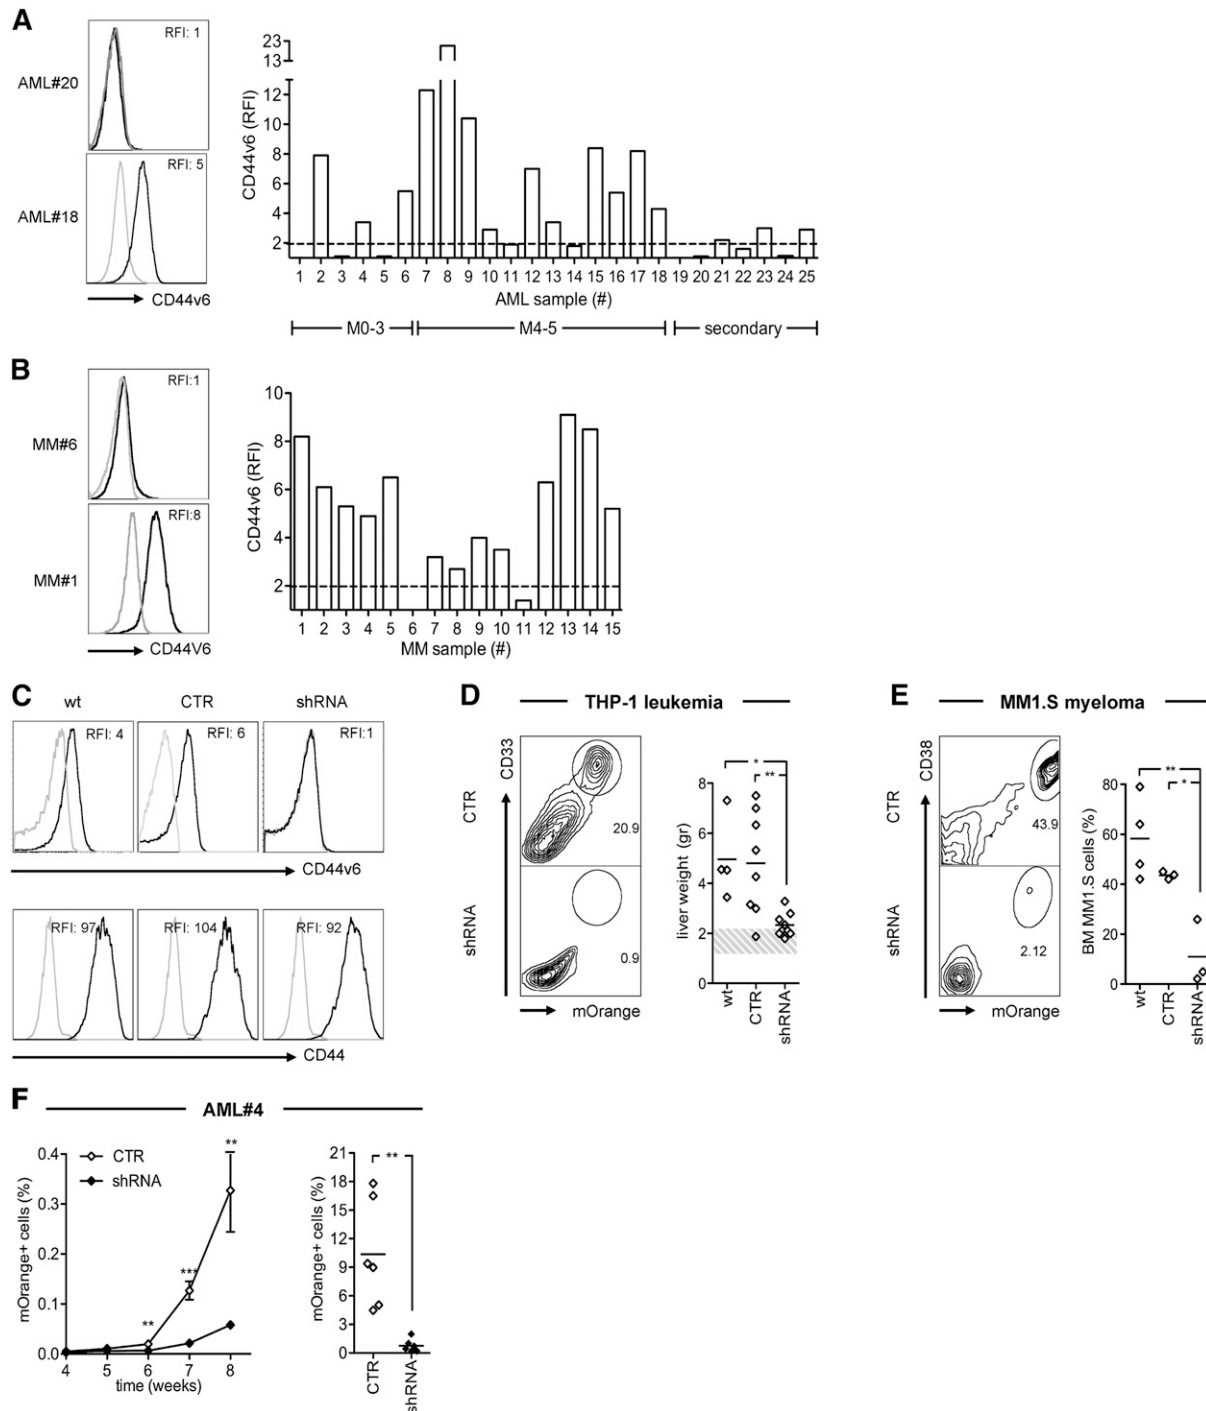 A
AML#20
RFI: 1
AML#18
RFI: 5
CD44v6
CD44v6 (RFI)
23
13
12
10
8
6
4
2
1 2 3 4 5 6 7 8 9 10 11 12 13 14 15 16 17 18 19 20 21 22 23 24 25
AML sample (#)
M0-3 M4-5 secondary
B
MM#6
RFI:1
MM#1
RFI:8
CD44V6
CD44v6 (RFI)
10
8
6
4
2
1 2 3 4 5 6 7 8 9 10 11 12 13 14 15
MM sample (#)
C
wt CTR shRNA
RFI: 4 RFI: 6 RFI:1
CD44v6
RFI: 97 RFI: 104 RFI: 92
CD44
D
THP-1 leukemia
CD33
CTR
20.9
shRNA
0.9
mOrange
liver weight (gr)
* 
**
8
6
4
2
0
wt CTR shRNA
E
MM1.S myeloma
CD38
CTR
43.9
shRNA
2.12
mOrange
BM MM1.S cells (%)
**
*
80
60
40
20
0
wt CTR shRNA
F
AML#4
mOrange+ cells (%)
0.4
0.3
0.2
0.1
0.0
CTR
shRNA
**
***
**
4 5 6 7 8
time (weeks)
mOrange+ cells (%)
21
18
15
12
9
6
3
0
**
CTR shRNA